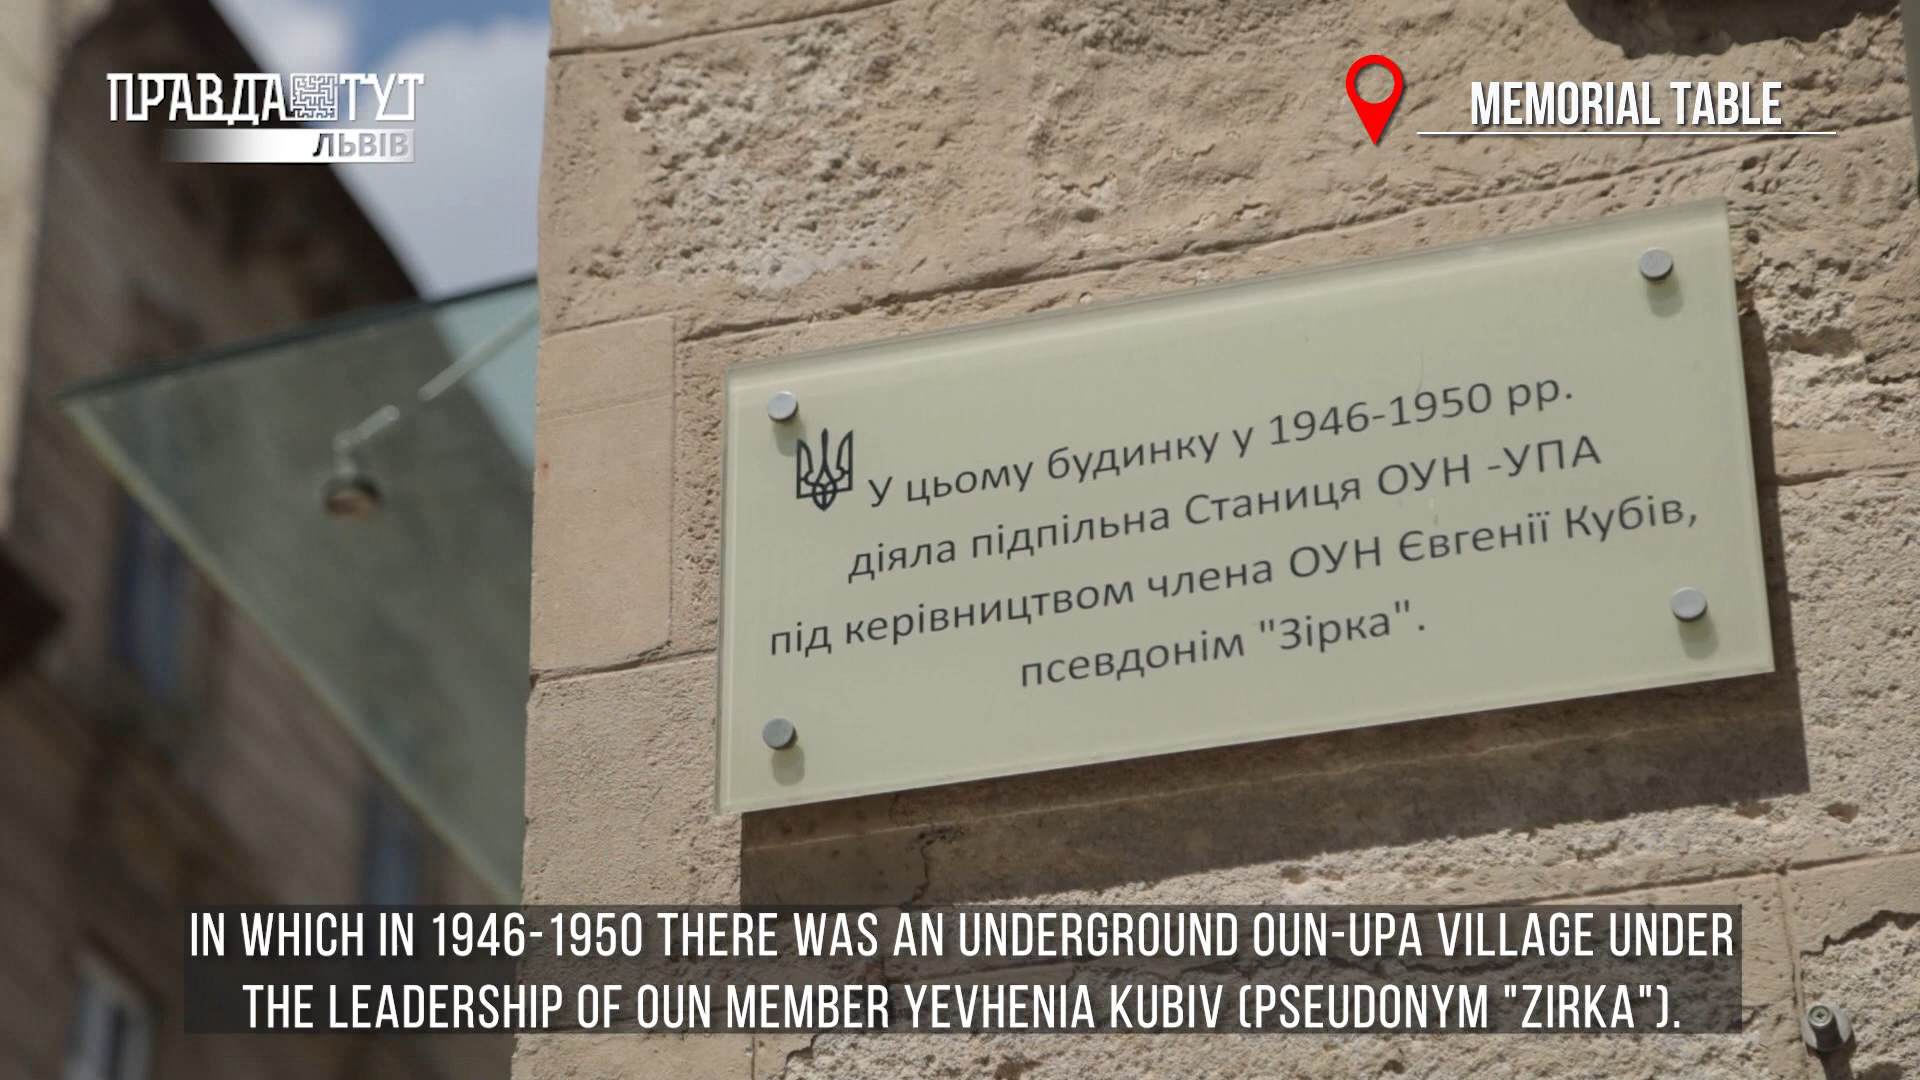 ПРАВДА ТУТ
ЛЬВІВ
MEMORIAL TABLE
У цьому будинку у 1946-1950 рр.
діяла підпільна Станиця ОУН -УПА
під керівництвом члена ОУН Євгенії Кубів,
псевдонім "Зірка".
IN WHICH IN 1946-1950 THERE WAS AN UNDERGROUND OUN-UPA VILLAGE UNDER
THE LEADERSHIP OF OUN MEMBER YEVHENIA KUBIV (PSEUDONYM "ZIRKA").